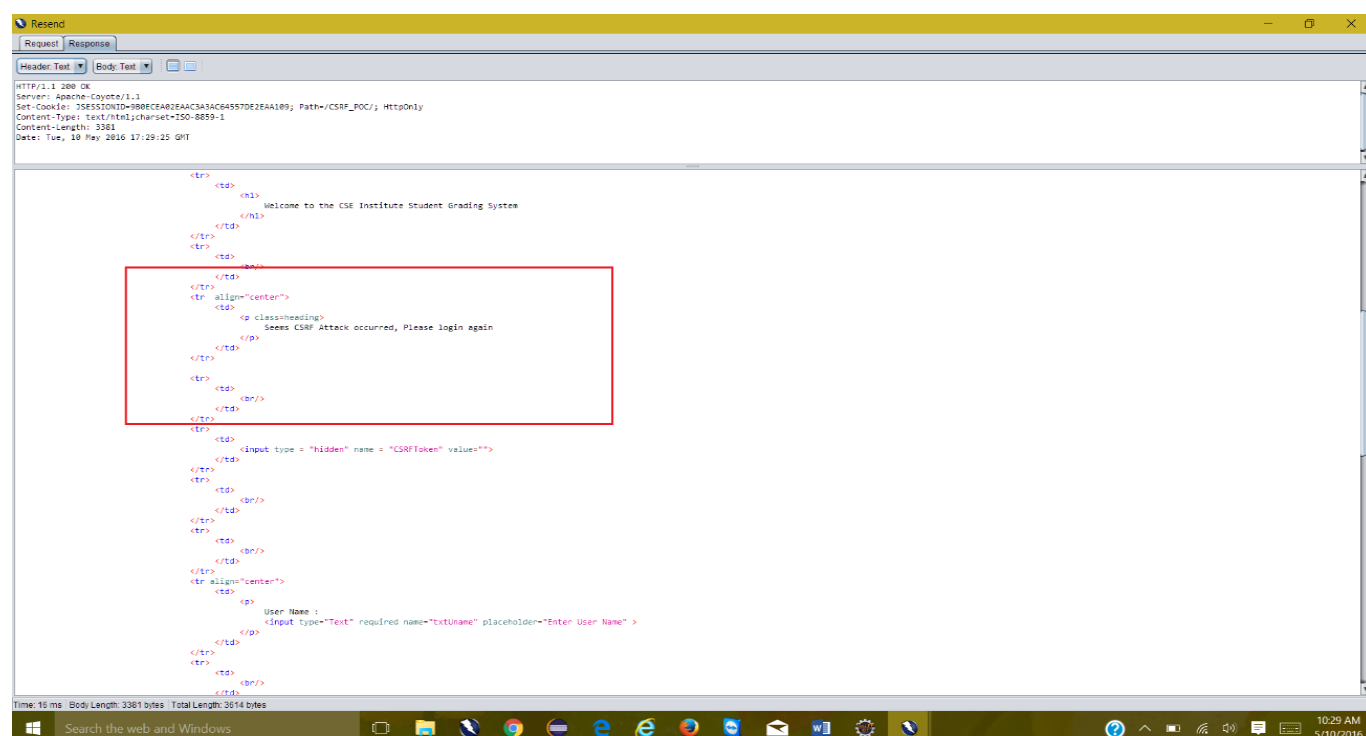 Resend
Request Response
Header: Text Body: Text
HTTP/1.1 200 OK
Server: Apache-Coyote/1.1
Set-Cookie: JSESSIONID=9B0ECEA02EAAC3A3AC64557DE2EAA109; Path=/CSRF_POC/; HttpOnly
Content-Type: text/html;charset=ISO-8859-1
Content-Length: 3381
Date: Tue, 10 May 2016 17:29:25 GMT
<tr>
<td>
<h1>
Welcome to the CSE Institute Student Grading System
</h1>
</td>
</tr>
<tr>
<td>
<br/>
</td>
</tr>
<tr align="center">
<td>
<p class=heading>
Seems CSRF Attack occurred, Please login again
</p>
</td>
</tr>
<tr>
<td>
<br/>
</td>
</tr>
<tr>
<td>
<input type = "hidden" name = "CSRFToken" value="">
</td>
</tr>
<tr>
<td>
<br/>
</td>
</tr>
<tr>
<td>
<br/>
</td>
</tr>
<tr align="center">
<td>
<p>
User Name :
<input type="Text" required name="txtUname" placeholder="Enter User Name" >
</p>
</td>
</tr>
<tr>
<td>
<br/>
</td>
Time: 16 ms Body Length: 3381 bytes Total Length: 3614 bytes
Search the web and Windows
10:29 AM
5/10/2016